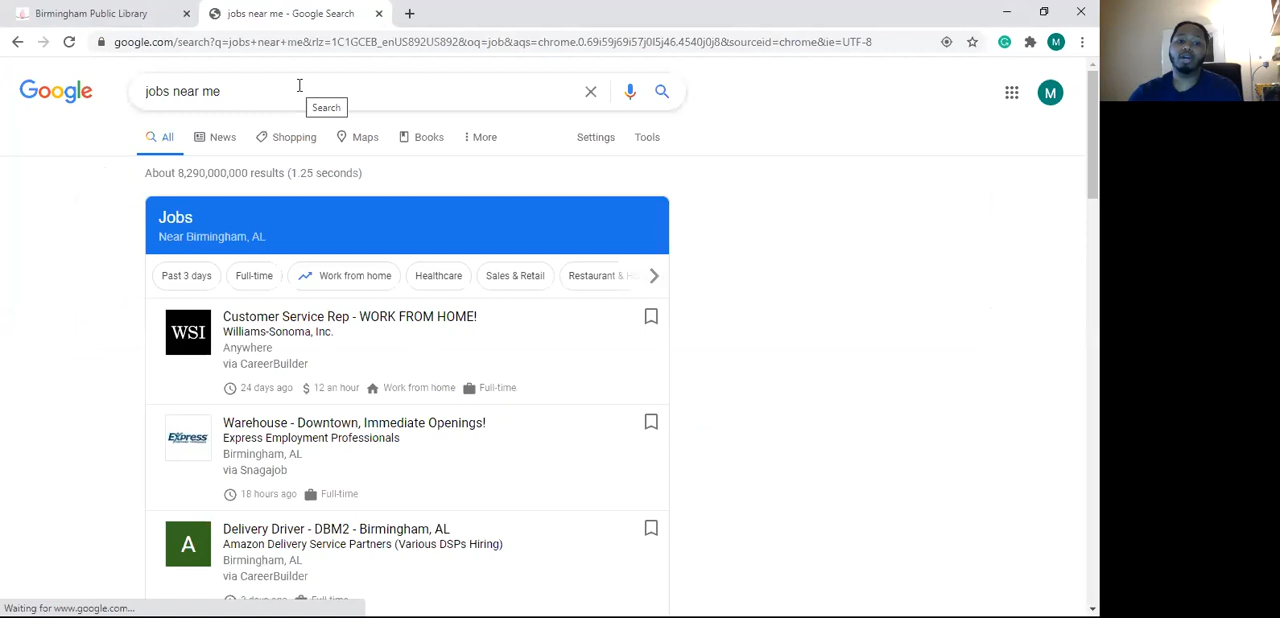 Birmingham Public Library
jobs near me - Google Search
google.com/search?q=jobs+near+me&rlz=1C1GCEB_enUS892US892&oq=job&aqs=chrome.0.69i59j69i57j0l5j46.4540j0j8&sourceid=chrome&ie=UTF-8
M
Google
jobs near me
M
Search
All
News
Shopping
Maps
Books
More
Settings
Tools
About 8,290,000,000 results (1.25 seconds)
Jobs
Near Birmingham, AL
Past 3 days
Full-time
Work from home
Healthcare
Sales & Retail
Restaurant &
WSI
Customer Service Rep - WORK FROM HOME!
Williams-Sonoma, Inc.
Anywhere
via CareerBuilder
24 days ago $ 12 an hour Work from home Full-time
Express
Warehouse - Downtown, Immediate Openings!
Express Employment Professionals
Birmingham, AL
via Snagajob
18 hours ago Full-time
A
Delivery Driver - DBM2 - Birmingham, AL
Amazon Delivery Service Partners (Various DSPs Hiring)
Birmingham, AL
via CareerBuilder
Waiting for www.google.com...